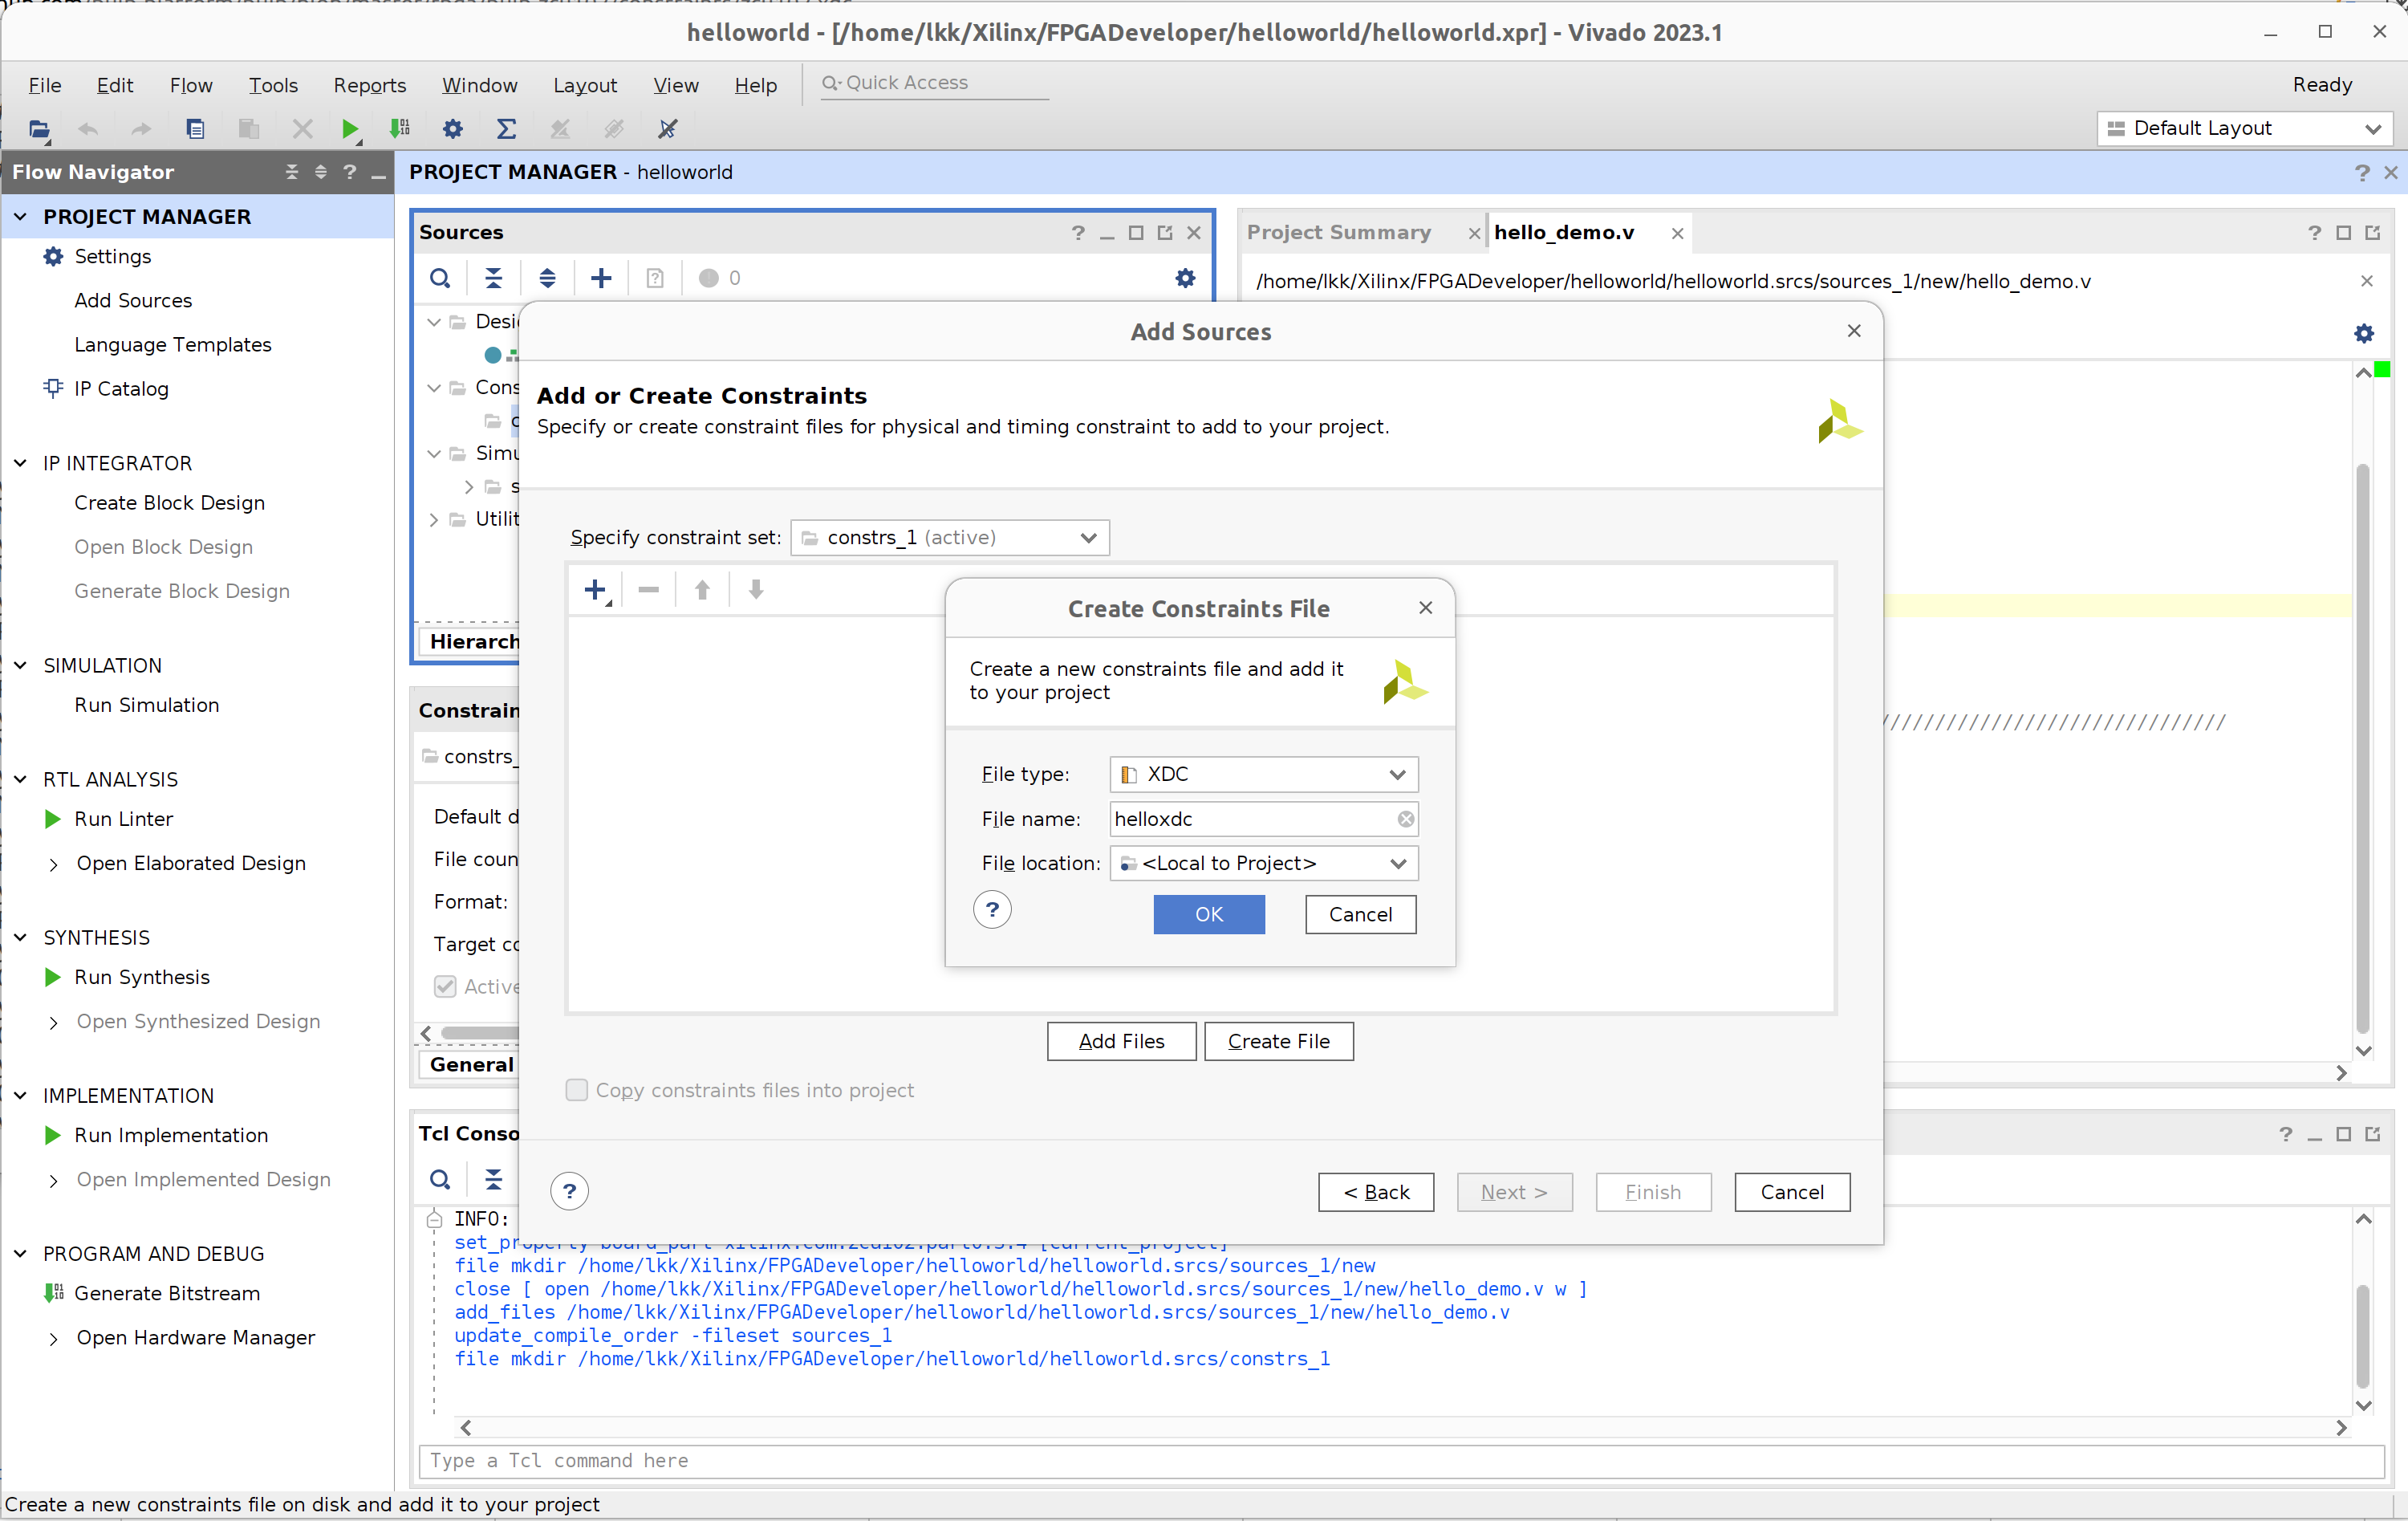 helloworld - [/home/lkk/Xilinx/FPGADeveloper/helloworld/helloworld.xpr] - Vivado 2023.1
File Edit Flow Tools Reports Window Layout View Help Quick Access Ready
Default Layout
Flow Navigator
PROJECT MANAGER - helloworld
PROJECT MANAGER
Settings
Add Sources
Language Templates
IP Catalog
IP INTEGRATOR
Create Block Design
Open Block Design
Generate Block Design
SIMULATION
Run Simulation
RTL ANALYSIS
Run Linter
Open Elaborated Design
SYNTHESIS
Run Synthesis
Open Synthesized Design
IMPLEMENTATION
Run Implementation
Open Implemented Design
PROGRAM AND DEBUG
Generate Bitstream
Open Hardware Manager
Sources
0
Desi
Cons
Simu
s
Utilit
Hierarch
Constrain
constrs_
Default d
File coun
Format:
Target co
Active
General
Project Summary
hello_demo.v
/home/lkk/Xilinx/FPGADeveloper/helloworld/helloworld.srcs/sources_1/new/hello_demo.v
Add Sources
Add or Create Constraints
Specify or create constraint files for physical and timing constraint to add to your project.
Specify constraint set: constrs_1 (active)
Create Constraints File
Create a new constraints file and add it
to your project
File type: XDC
File name: helloxdc
File location: <Local to Project>
? OK Cancel
Add Files Create File
Copy constraints files into project
? < Back Next > Finish Cancel
Tcl Conso
INFO:
file mkdir /home/lkk/Xilinx/FPGADeveloper/helloworld/helloworld.srcs/sources_1/new
close [ open /home/lkk/Xilinx/FPGADeveloper/helloworld/helloworld.srcs/sources_1/new/hello_demo.v w ]
add_files /home/lkk/Xilinx/FPGADeveloper/helloworld/helloworld.srcs/sources_1/new/hello_demo.v
update_compile_order -fileset sources_1
file mkdir /home/lkk/Xilinx/FPGADeveloper/helloworld/helloworld.srcs/constrs_1
Type a Tcl command here
Create a new constraints file on disk and add it to your project